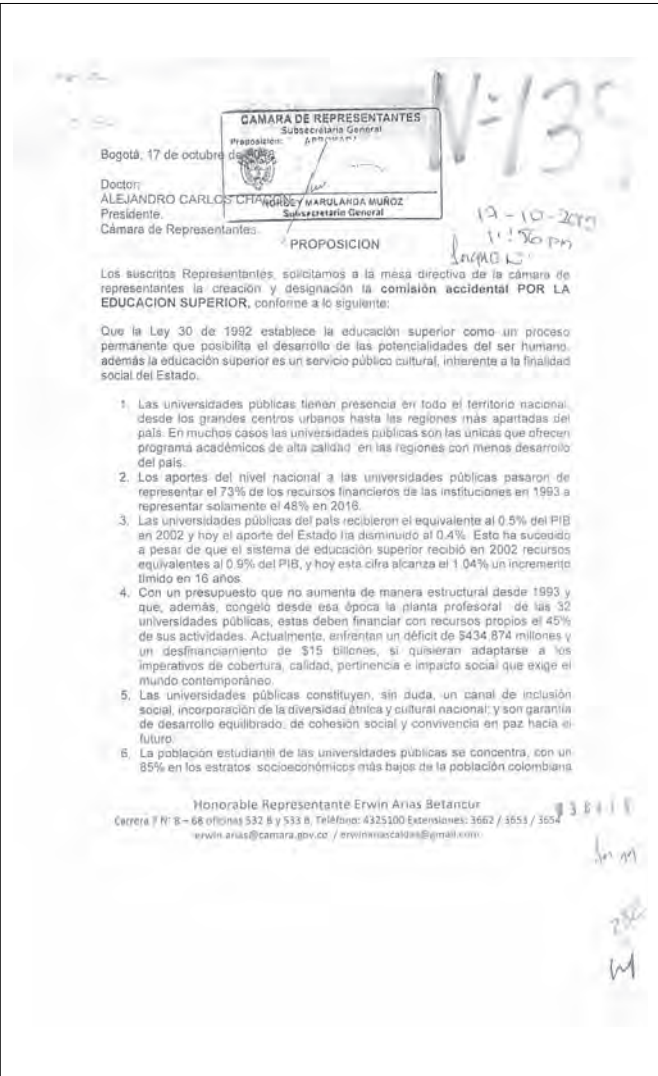 Nº 135
CAMARA DE REPRESENTANTES
Subsecretaria General
Proposición: APROBADA
NORBEY MARULANDA MUÑOZ
Subsecretario General
Bogotá, 17 de octubre de
Doctor:
ALEJANDRO CARLOS CHACON
Presidente.
Cámara de Representantes.
PROPOSICION
Los suscritos Representantes, solicitamos a la mesa directiva de la cámara de
representantes la creación y designación la comisión accidental POR LA
EDUCACION SUPERIOR, conforme a lo siguiente:
Que la Ley 30 de 1992 establece la educación superior como un proceso
permanente que posibilita el desarrollo de las potencialidades del ser humano,
además la educación superior es un servicio público cultural, inherente a la finalidad
social del Estado.
1. Las universidades públicas tienen presencia en todo el territorio nacional,
desde los grandes centros urbanos hasta las regiones más apartadas del
país. En muchos casos las universidades públicas son las únicas que ofrecen
programa académicos de alta calidad en las regiones con menos desarrollo
del país.
2. Los aportes del nivel nacional a las universidades públicas pasaron de
representar el 73% de los recursos financieros de las instituciones en 1993 a
representar solamente el 48% en 2016.
3. Las universidades públicas del país recibieron el equivalente al 0.5% del PIB
en 2002 y hoy el aporte del Estado ha disminuido al 0.4%. Esto ha sucedido
a pesar de que el sistema de educación superior recibió en 2002 recursos
equivalentes al 0.9% del PIB, y hoy esta cifra alcanza el 1.04% un incremento
tímido en 16 años.
4. Con un presupuesto que no aumenta de manera estructural desde 1993 y
que, además, congeló desde esa época la planta profesoral de las 32
universidades públicas, estas deben financiar con recursos propios el 45%
de sus actividades. Actualmente, enfrentan un déficit de $434.874 millones y
un desfinanciamiento de $15 billones, si quisieran adaptarse a los
imperativos de cobertura, calidad, pertinencia e impacto social que exige el
mundo contemporáneo.
5. Las universidades públicas constituyen, sin duda, un canal de inclusión
social, incorporación de la diversidad étnica y cultural nacional; y son garantía
de desarrollo equilibrado, de cohesión social y convivencia en paz hacia el
futuro.
6. La población estudiantil de las universidades públicas se concentra, con un
85% en los estratos socioeconómicos más bajos de la población colombiana
Honorable Representante Erwin Arias Betancur
Carrera 7 Nº 8 – 68 oficinas 532 B y 533 B, Teléfono: 4325100 Extensiones: 3662 / 3653 / 3654
erwin.arias@camara.gov.co / erwinariascaldas@gmail.com